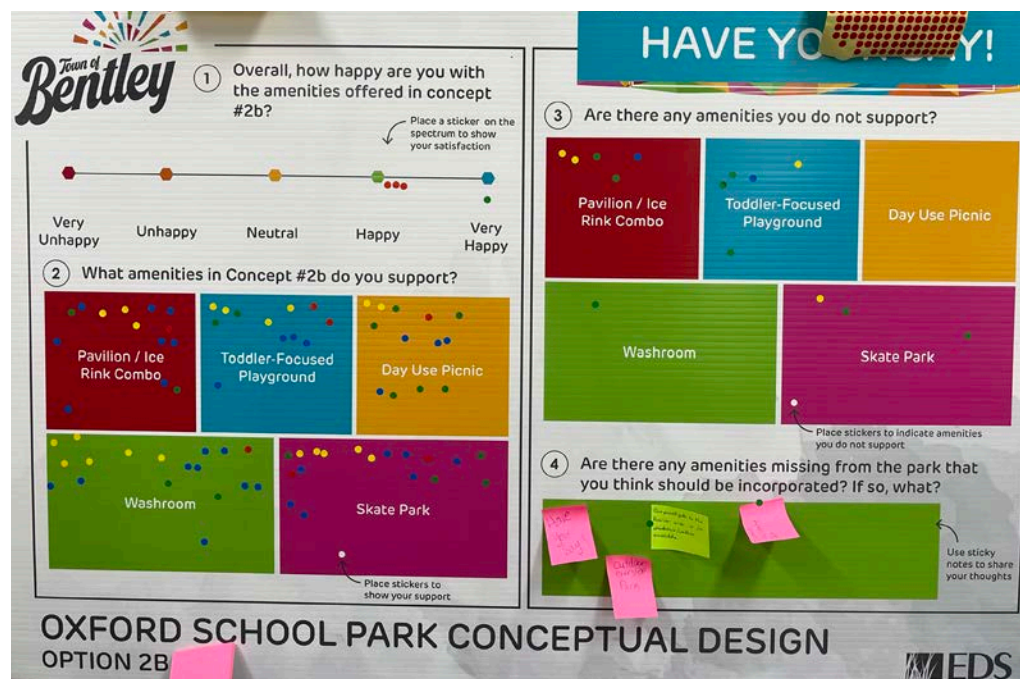 Town of
Bentley
1
Overall, how happy are you with
the amenities offered in concept
#2b?
Place a sticker on the
spectrum to show
your satisfaction
Very
Unhappy
Unhappy
Neutral
Happy
Very
Happy
2
What amenities in Concept #2b do you support?
Pavilion / Ice
Rink Combo
Toddler-Focused
Playground
Day Use Picnic
Washroom
Skate Park
Place stickers to
show your support
HAVE YO AY!
3
Are there any amenities you do not support?
Pavilion / Ice
Rink Combo
Toddler-Focused
Playground
Day Use Picnic
Washroom
Skate Park
Place stickers to indicate amenities
you do not support
4
Are there any amenities missing from the park that
you think should be incorporated? If so, what?
Use sticky
notes to share
your thoughts
OXFORD SCHOOL PARK CONCEPTUAL DESIGN
OPTION 2B
EDS